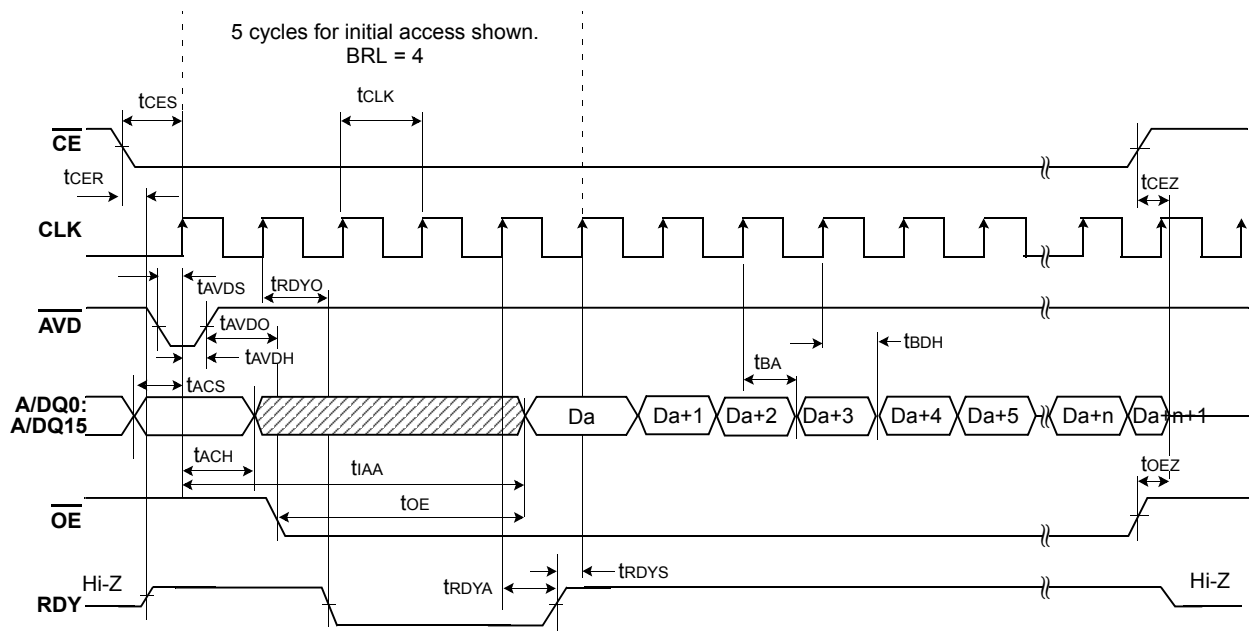 5 cycles for initial access shown.
BRL = 4
tCES
tCLK
CE
tCER
tCEZ
CLK
tAVDS
tRDYO
AVD
tAVDO
tBDH
tAVDH
tBA
tACS
A/DQ0:
A/DQ15
Da
Da+1
Da+2
Da+3
Da+4
Da+5
Da+n
Da+n+1
tACH
tIAA
tOEZ
tOE
OE
Hi-Z
tRDYA
tRDYS
Hi-Z
RDY